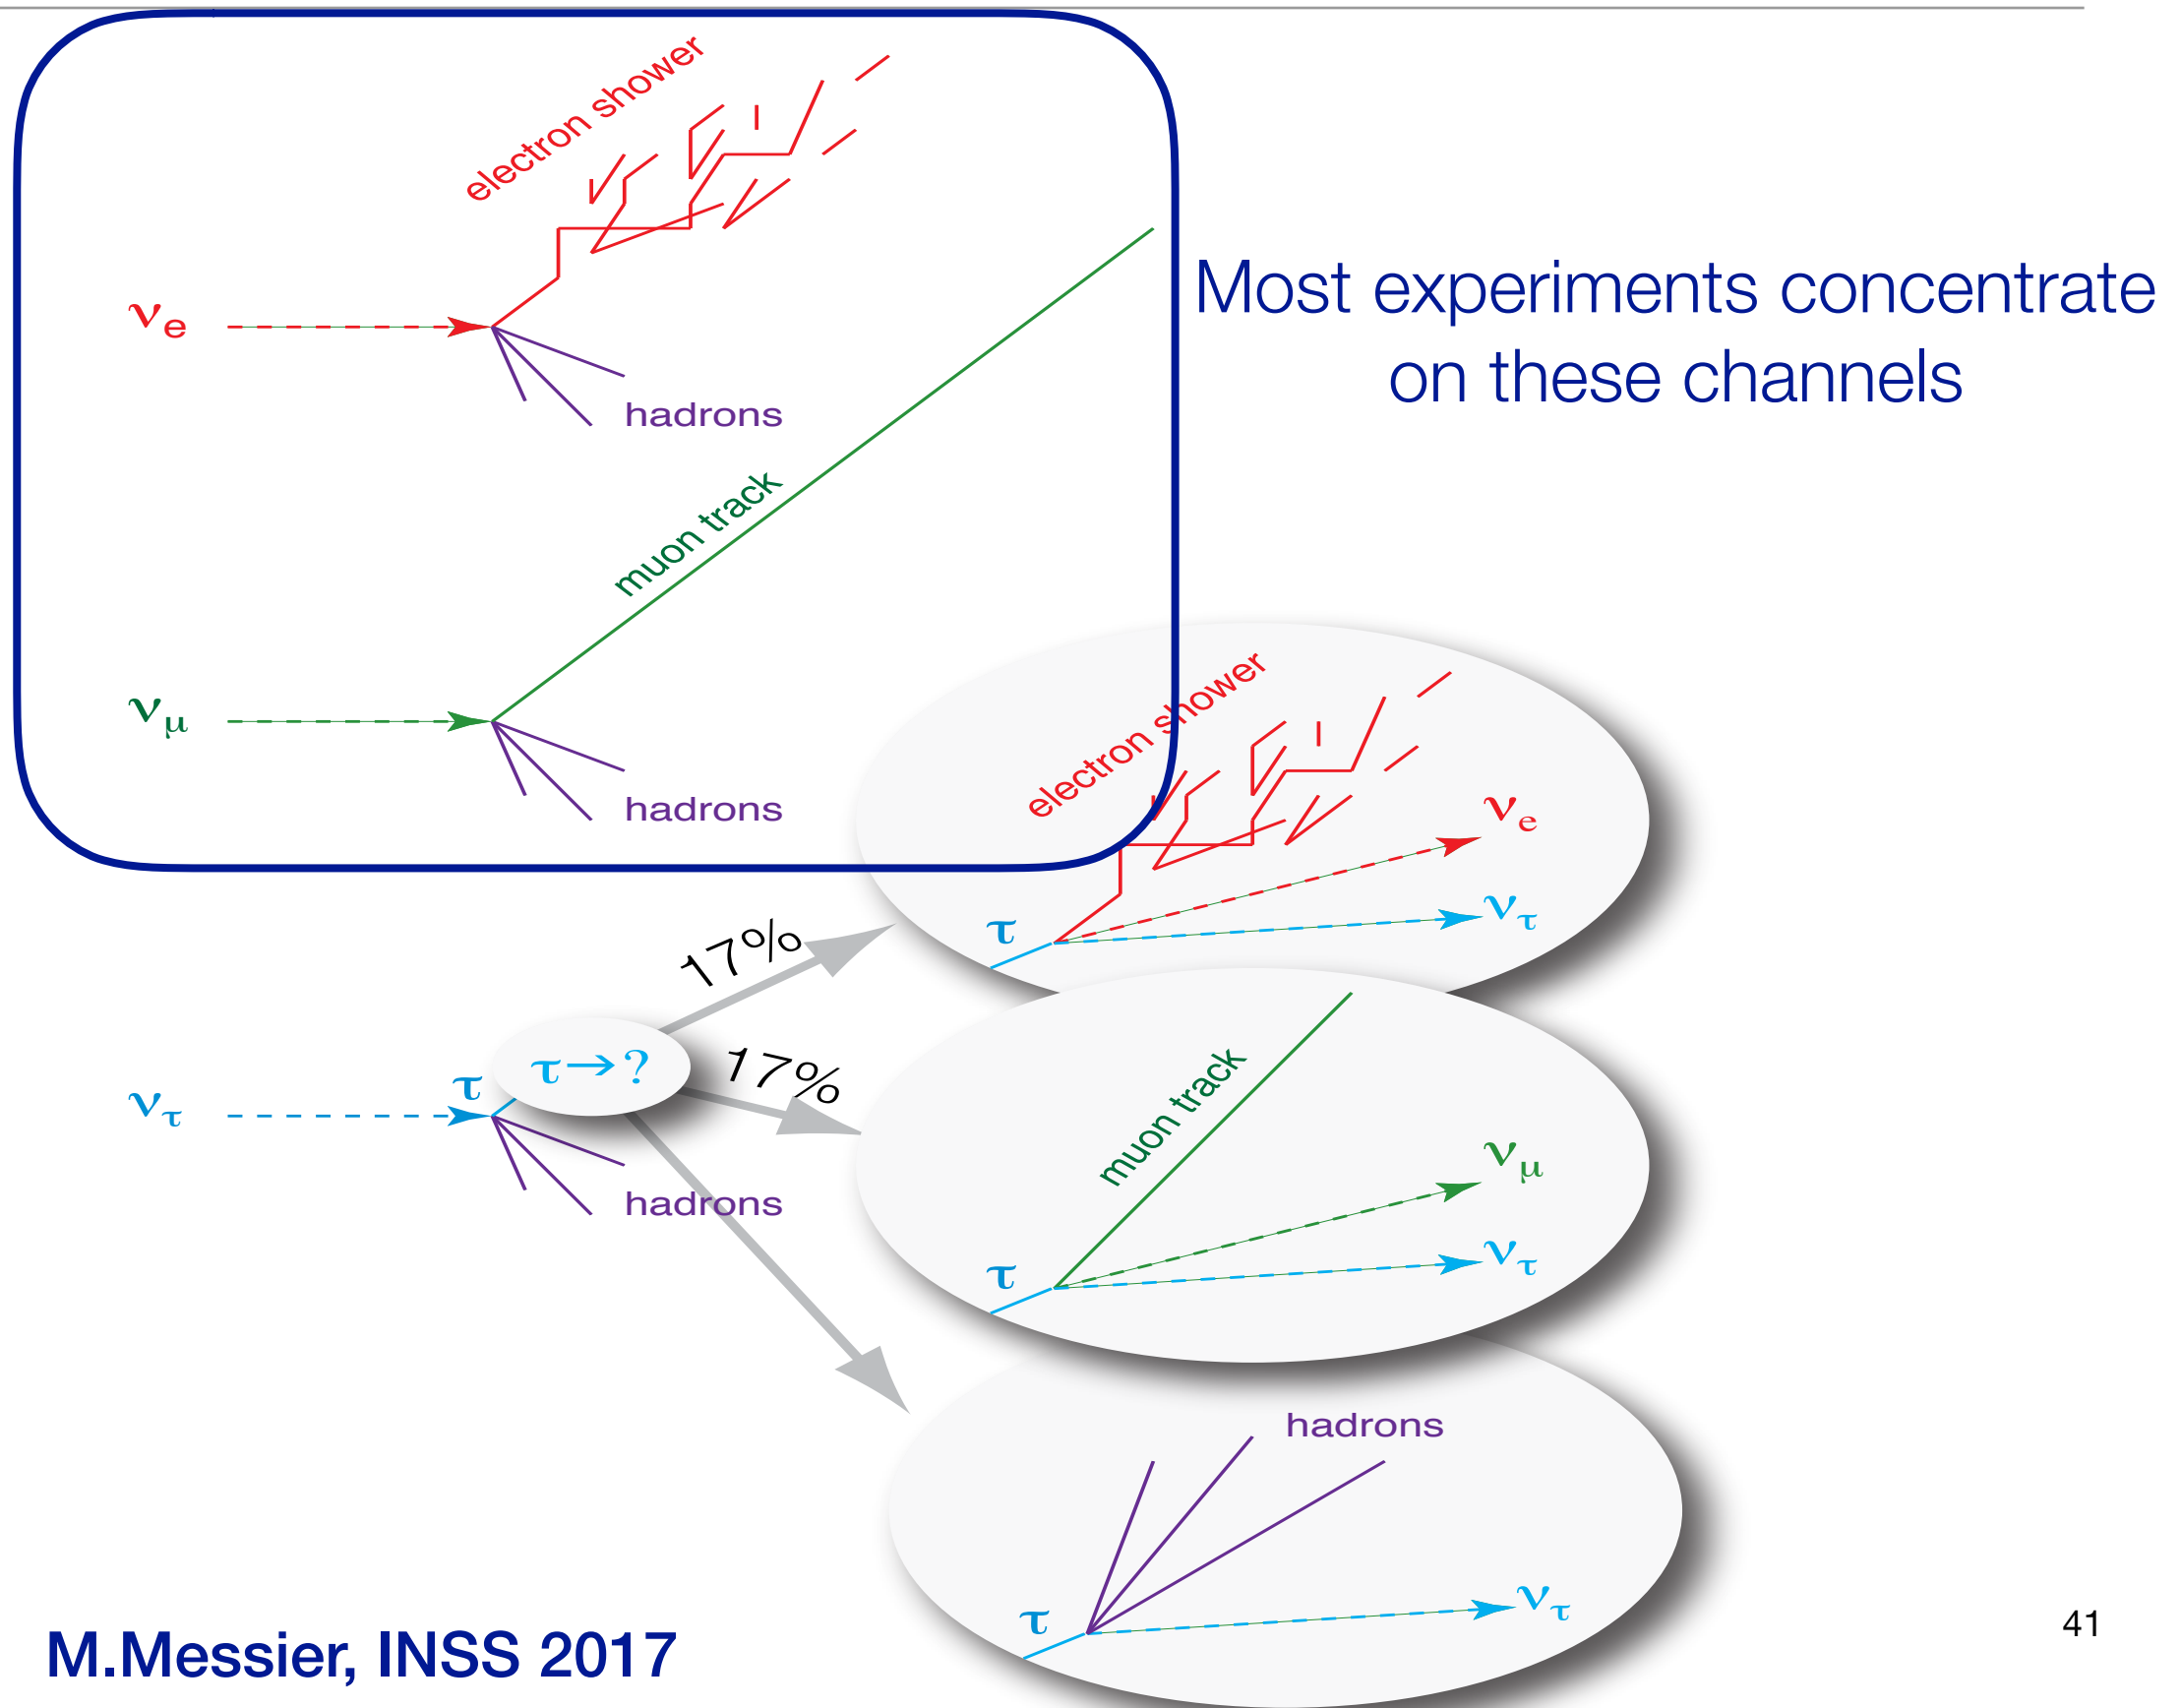 electron shower
Most experiments concentrate
on these channels
νe
hadrons
muon track
νμ
hadrons
electron shower
νe
ντ
τ
17%
τ→?
17%
τ
ντ
hadrons
muon track
νμ
ντ
τ
hadrons
ντ
τ
41
M.Messier, INSS 2017